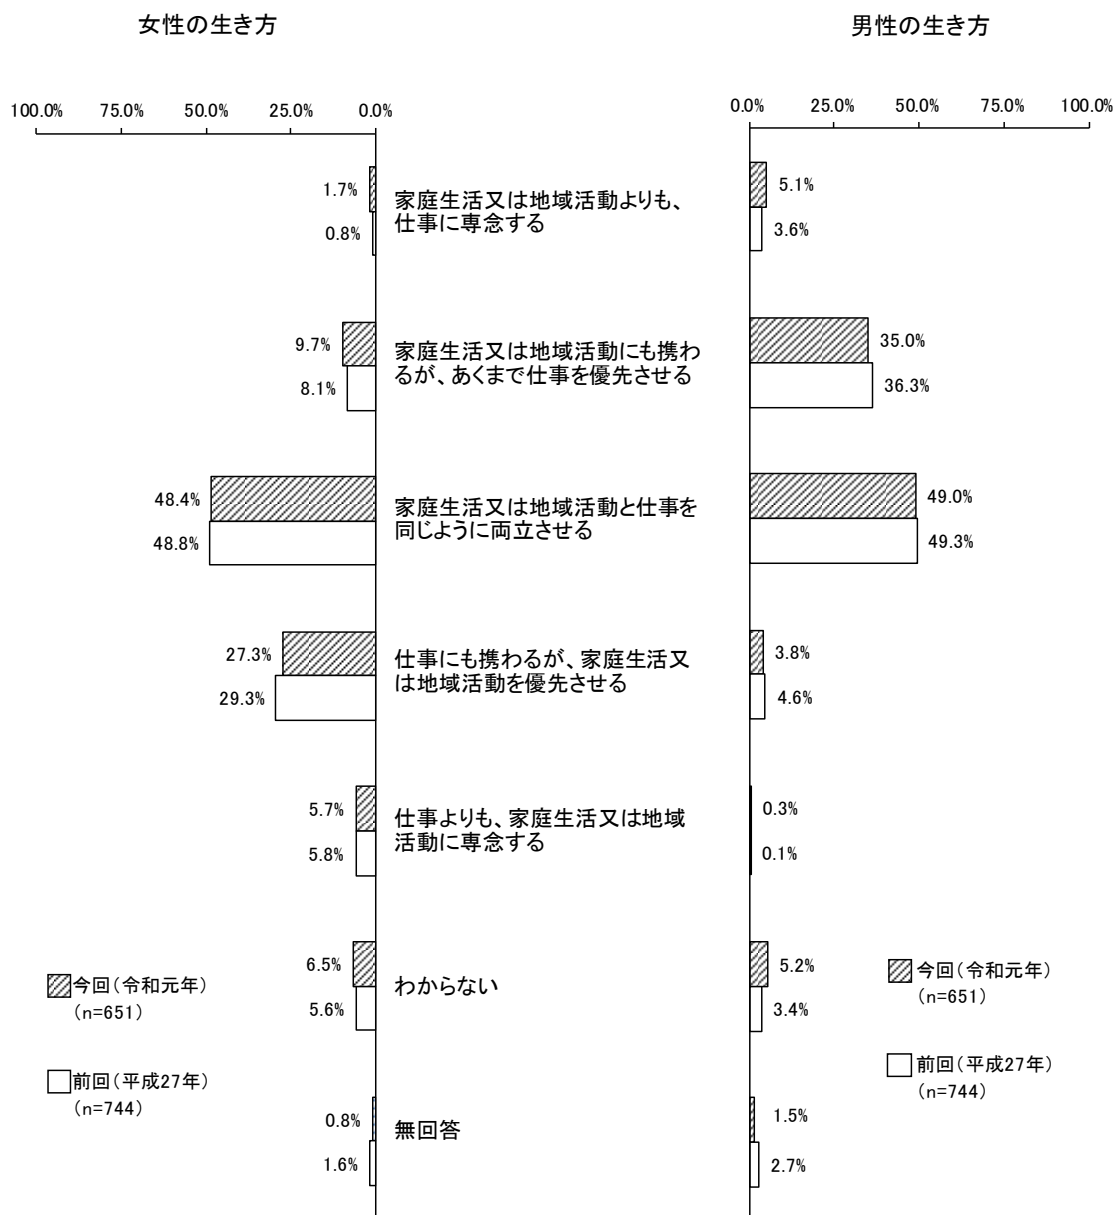 女性の生き方
男性の生き方
100.0% 75.0% 50.0% 25.0% 0.0%
0.0% 25.0% 50.0% 75.0% 100.0%
1.7%
0.8%
家庭生活又は地域活動よりも、
仕事に専念する
5.1%
3.6%
9.7%
8.1%
家庭生活又は地域活動にも携わ
るが、あくまで仕事を優先させる
35.0%
36.3%
48.4%
48.8%
家庭生活又は地域活動と仕事を
同じように両立させる
49.0%
49.3%
27.3%
29.3%
仕事にも携わるが、家庭生活又
は地域活動を優先させる
3.8%
4.6%
5.7%
5.8%
仕事よりも、家庭生活又は地域
活動に専念する
0.3%
0.1%
6.5%
5.6%
わからない
5.2%
3.4%
0.8%
1.6%
無回答
1.5%
2.7%
今回(令和元年)
(n=651)
前回(平成27年)
(n=744)
今回(令和元年)
(n=651)
前回(平成27年)
(n=744)